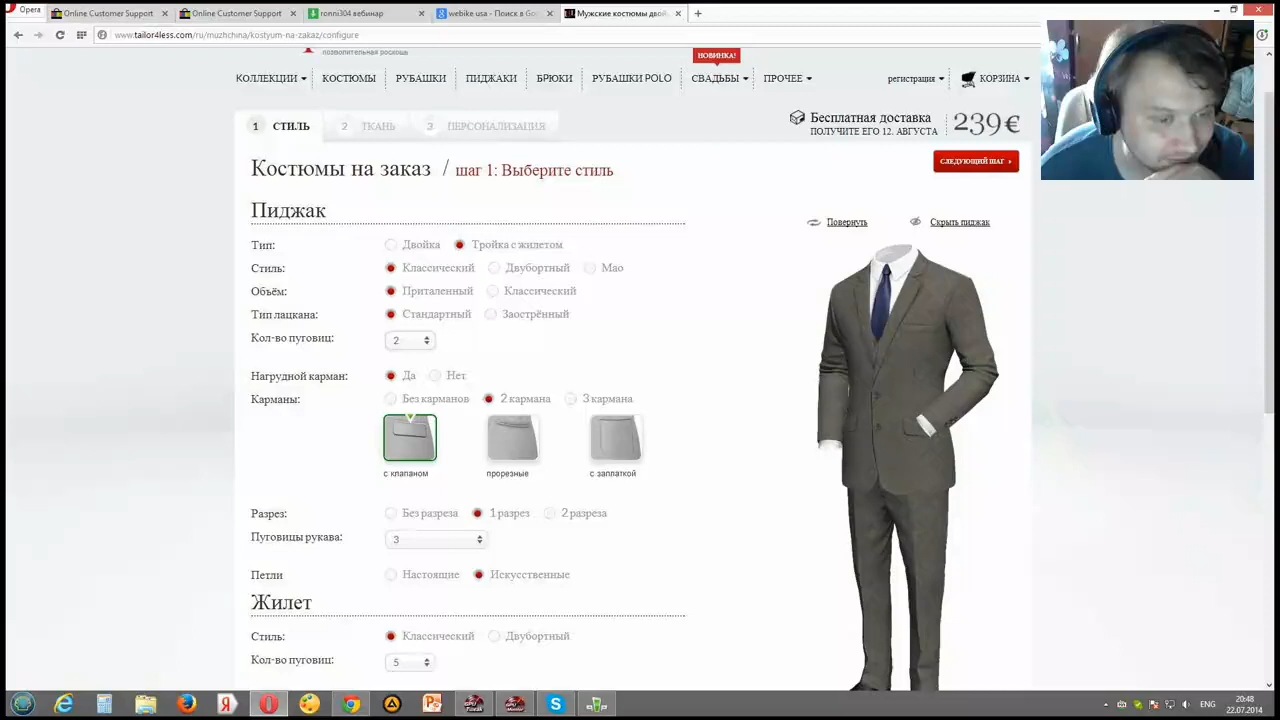 Opera
Online Customer Support
Online Customer Support
ronni304 вебинар
webike usa - Поиск в Goo
Мужские костюмы двой
www.tailor4less.com/ru/muzhchina/kostyum-na-zakaz/configure
позволительная роскошь
НОВИНКА!
КОЛЛЕКЦИИ КОСТЮМЫ РУБАШКИ ПИДЖАКИ БРЮКИ РУБАШКИ POLO СВАДЬБЫ ПРОЧЕЕ регистрация КОРЗИНА
1 СТИЛЬ 2 ТКАНЬ 3 ПЕРСОНАЛИЗАЦИЯ
Бесплатная доставка
ПОЛУЧИТЕ ЕГО 12. АВГУСТА
239€
Костюмы на заказ / шаг 1: Выберите стиль
СЛЕДУЮЩИЙ ШАГ
Пиджак
Повернуть Скрыть пиджак
Тип: Двойка Тройка с жилетом
Стиль: Классический Двубортный Мао
Объём: Приталенный Классический
Тип лацкана: Стандартный Заострённый
Кол-во пуговиц: 2
Нагрудной карман: Да Нет
Карманы: Без карманов 2 кармана 3 кармана
с клапаном прорезные с заплаткой
Разрез: Без разреза 1 разрез 2 разреза
Пуговицы рукава: 3
Петли Настоящие Искусственные
Жилет
Стиль: Классический Двубортный
Кол-во пуговиц: 5
ENG
20:48
22.07.2014